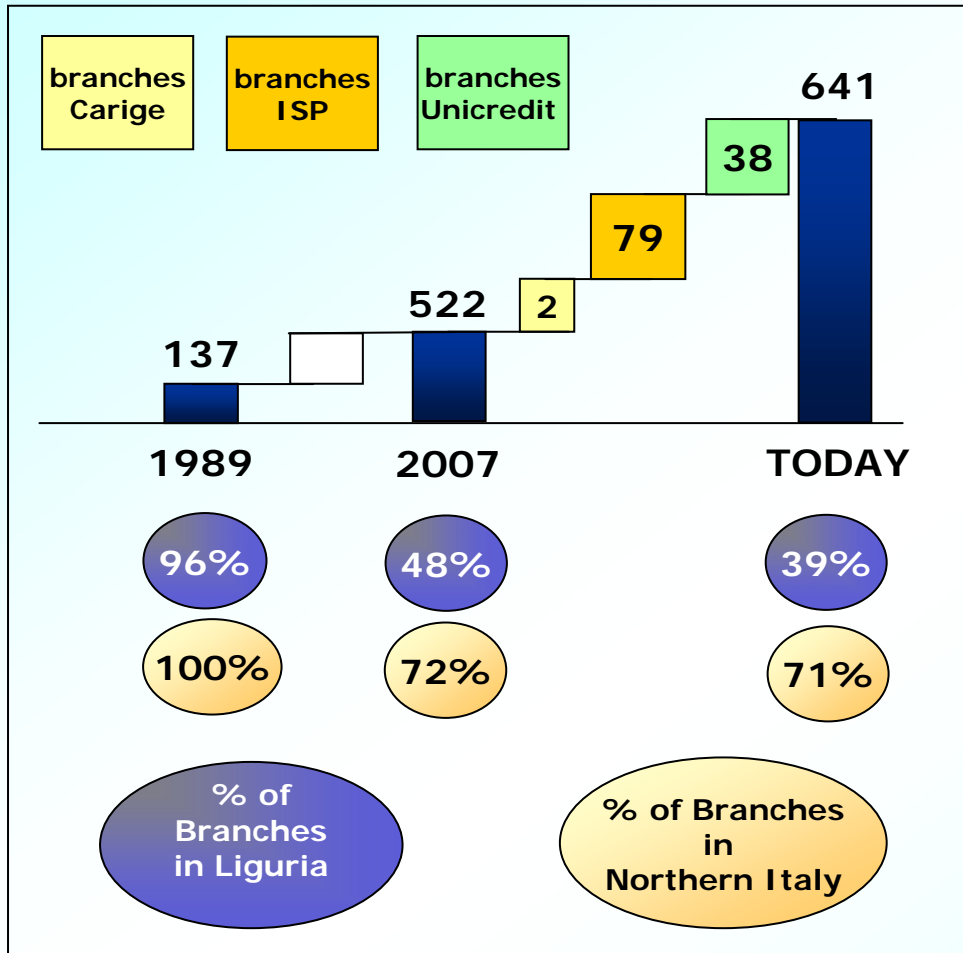 branches
Carige
branches
ISP
branches
Unicredit
641
38
79
522
2
137
1989
2007
TODAY
96%
48%
39%
100%
72%
71%
% of
Branches
in Liguria
% of Branches
in
Northern Italy